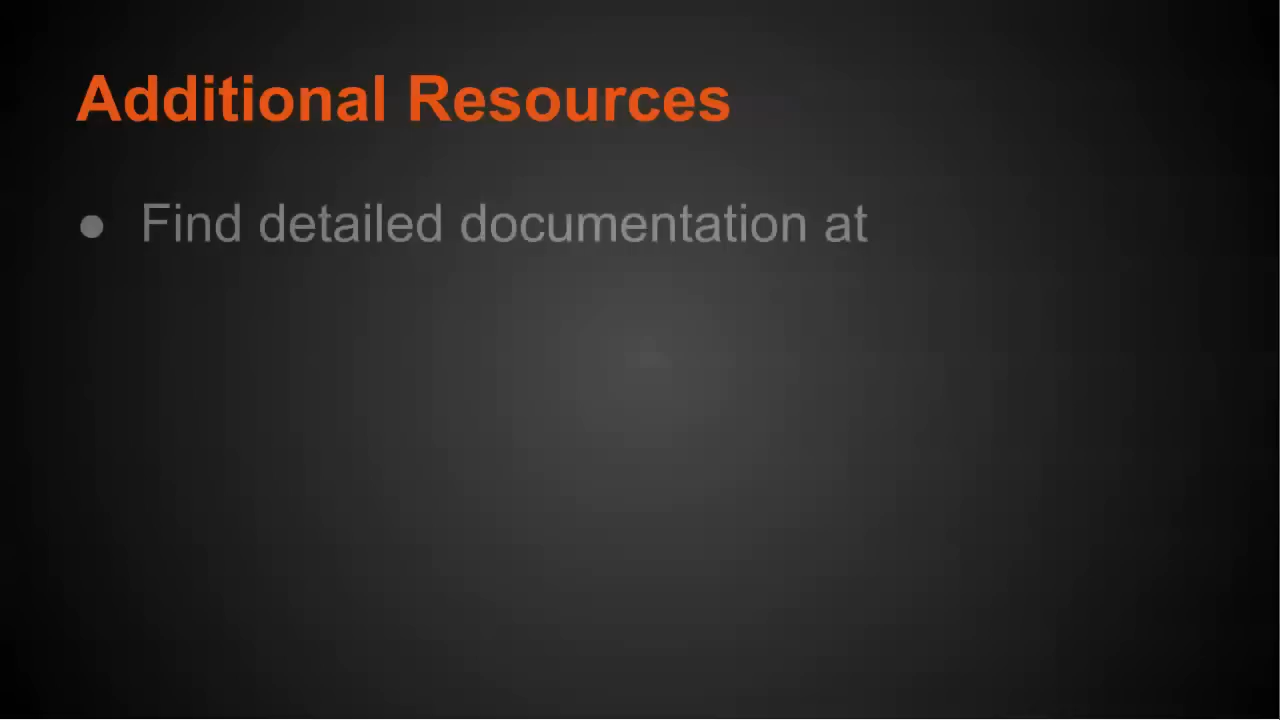 Additional Resources
● Find detailed documentation at